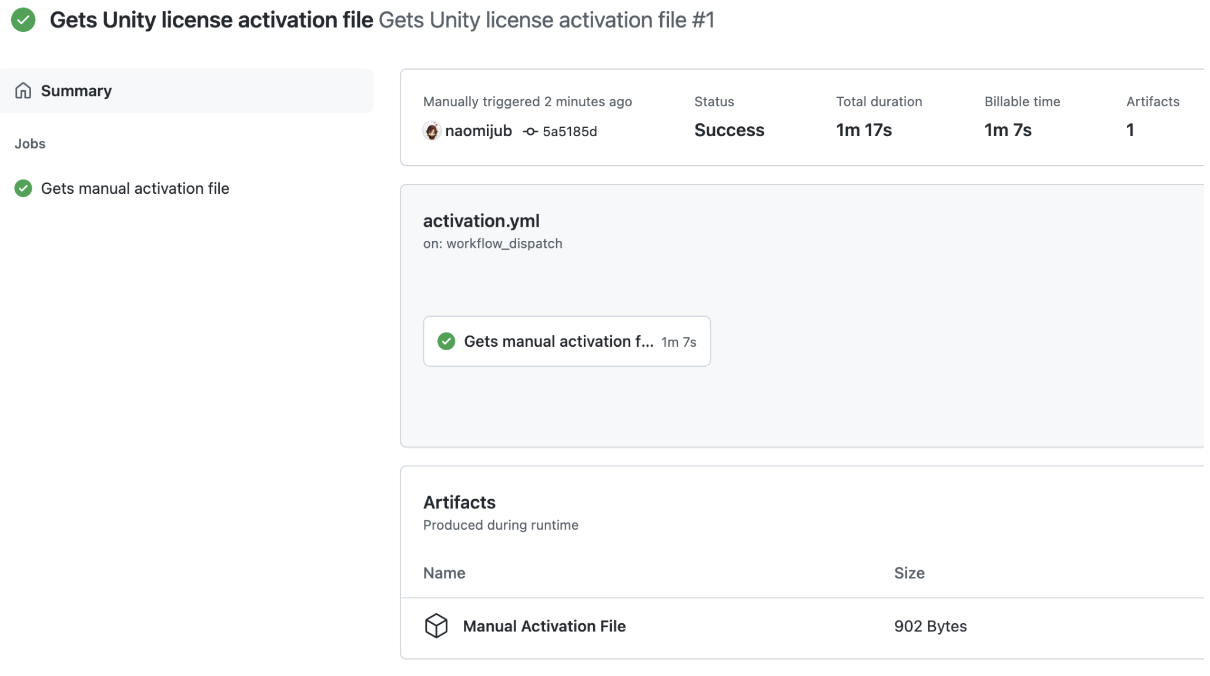 Gets Unity license activation file Gets Unity license activation file #1
Summary
Jobs
Gets manual activation file
Manually triggered 2 minutes ago
naomijub 5a5185d
Status
Success
Total duration
1m 17s
Billable time
1m 7s
Artifacts
1
activation.yml
on: workflow_dispatch
Gets manual activation f... 1m 7s
Artifacts
Produced during runtime
Name Size
Manual Activation File 902 Bytes